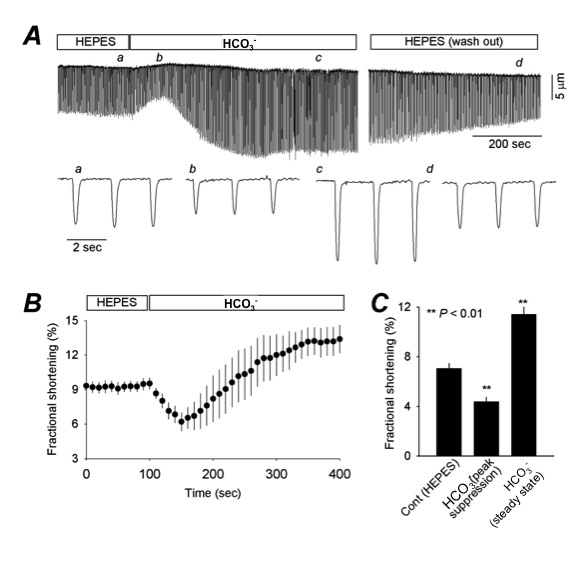 A
HEPES
HCO₃⁻
HEPES (wash out)
a
b
c
d
5 μm
200 sec
a
b
c
d
2 sec
B
HEPES
HCO₃⁻
Fractional shortening (%)
15
12
9
6
3
0
100
200
300
400
Time (sec)
C
Fractional shortening (%)
12
8
4
0
** P < 0.01
**
**
Cont (HEPES)
HCO₃⁻(peak
suppression)
HCO₃⁻
(steady state)